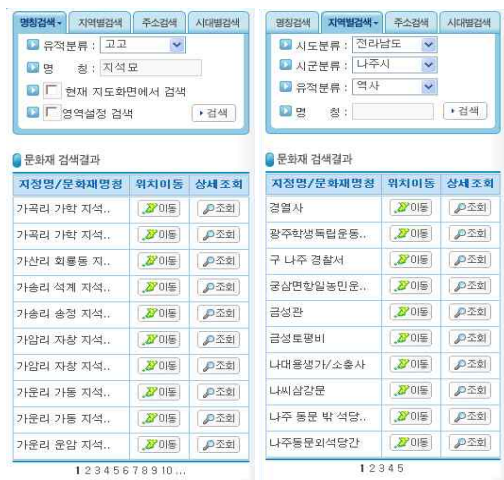 명칭검색 지역별검색 주소검색 시대별검색
유적분류 : 고고
명 칭 : 지석묘
현재 지도화면에서 검색
영역설정 검색 검색
문화재 검색결과
지정명/문화재명칭 위치이동 상세조회
가곡리 가학 지석.. 이동 조회
가곡리 가학 지석.. 이동 조회
가산리 회룡동 지.. 이동 조회
가송리 석계 지석.. 이동 조회
가송리 송정 지석.. 이동 조회
가암리 자창 지석.. 이동 조회
가암리 자창 지석.. 이동 조회
가운리 가동 지석.. 이동 조회
가운리 가동 지석.. 이동 조회
가운리 운암 지석.. 이동 조회
1 2 3 4 5 6 7 8 9 10 ...
명칭검색 지역별검색 주소검색 시대별검색
시도분류 : 전라남도
시군분류 : 나주시
유적분류 : 역사
명 칭 : 검색
문화재 검색결과
지정명/문화재명칭 위치이동 상세조회
경열사 이동 조회
광주학생독립운동.. 이동 조회
구 나주 경찰서 이동 조회
궁삼면항일농민운.. 이동 조회
금성관 이동 조회
금성토평비 이동 조회
나대용생가/소충사 이동 조회
나씨삼강문 이동 조회
나주 동문 밖 석당.. 이동 조회
나주동문외석당간 이동 조회
1 2 3 4 5